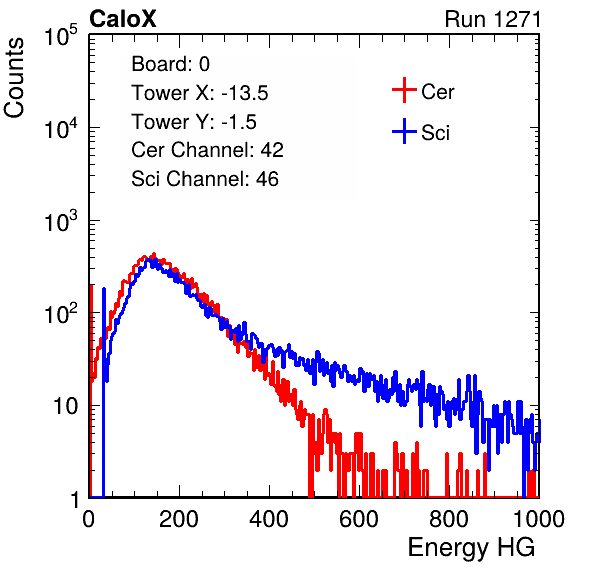 CaloX Run 1271
Counts
Board: 0
Tower X: -13.5
Tower Y: -1.5
Cer Channel: 42
Sci Channel: 46
Cer
Sci
10^5
10^4
10^3
10^2
10
1
0 200 400 600 800 1000
Energy HG